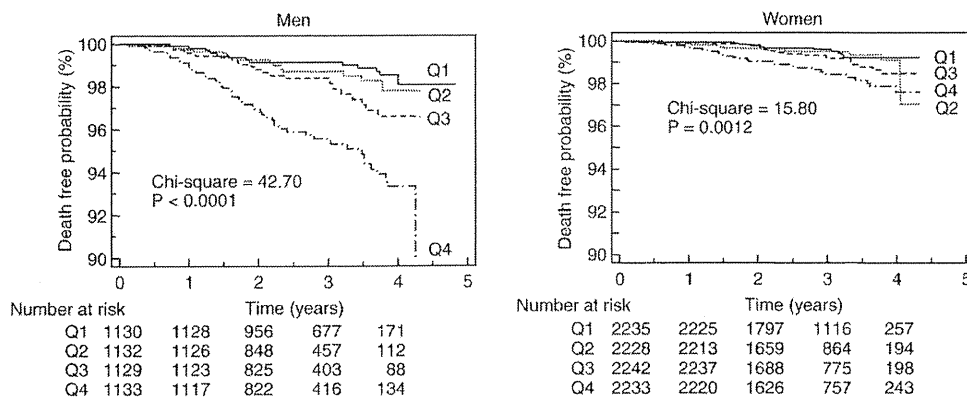 Men
Death free probability (%)
100
98
96
94
92
90
Q1
Q2
Q3
Q4
Chi-square = 42.70
P < 0.0001
0 1 2 3 4 5
Number at risk Time (years)
Q1 1130 1128 956 677 171
Q2 1132 1126 848 457 112
Q3 1129 1123 825 403 88
Q4 1133 1117 822 416 134
Women
Death free probability (%)
100
98
96
94
92
90
Q1
Q3
Q4
Q2
Chi-square = 15.80
P = 0.0012
0 1 2 3 4 5
Number at risk Time (years)
Q1 2235 2225 1797 1116 257
Q2 2228 2213 1659 864 194
Q3 2242 2237 1688 775 198
Q4 2233 2220 1626 757 243